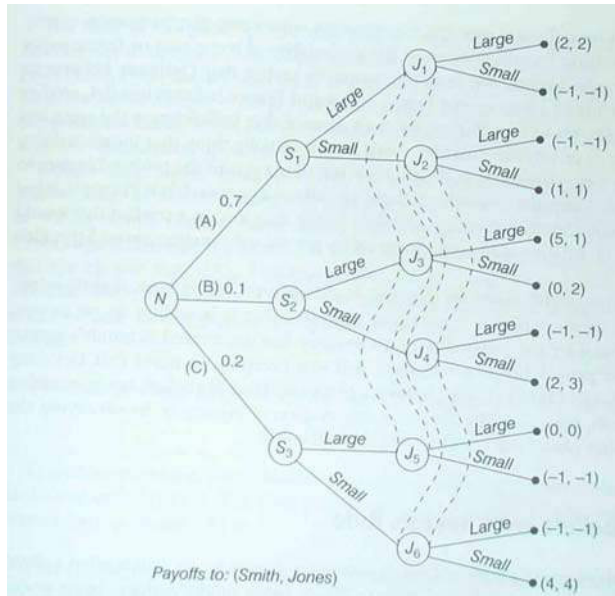 Large
(2, 2)
J1
Small
(−1, −1)
Large
Large
(−1, −1)
Small
J2
S1
Small
(1, 1)
0.7
(A)
Large
(5, 1)
J3
Large
Small
(0, 2)
N
(B) 0.1
S2
Small
Large
(−1, −1)
J4
Small
(2, 3)
0.2
(C)
Large
(0, 0)
S3
Large
J5
Small
(−1, −1)
Small
Large
(−1, −1)
J6
Small
(4, 4)
Payoffs to: (Smith, Jones)